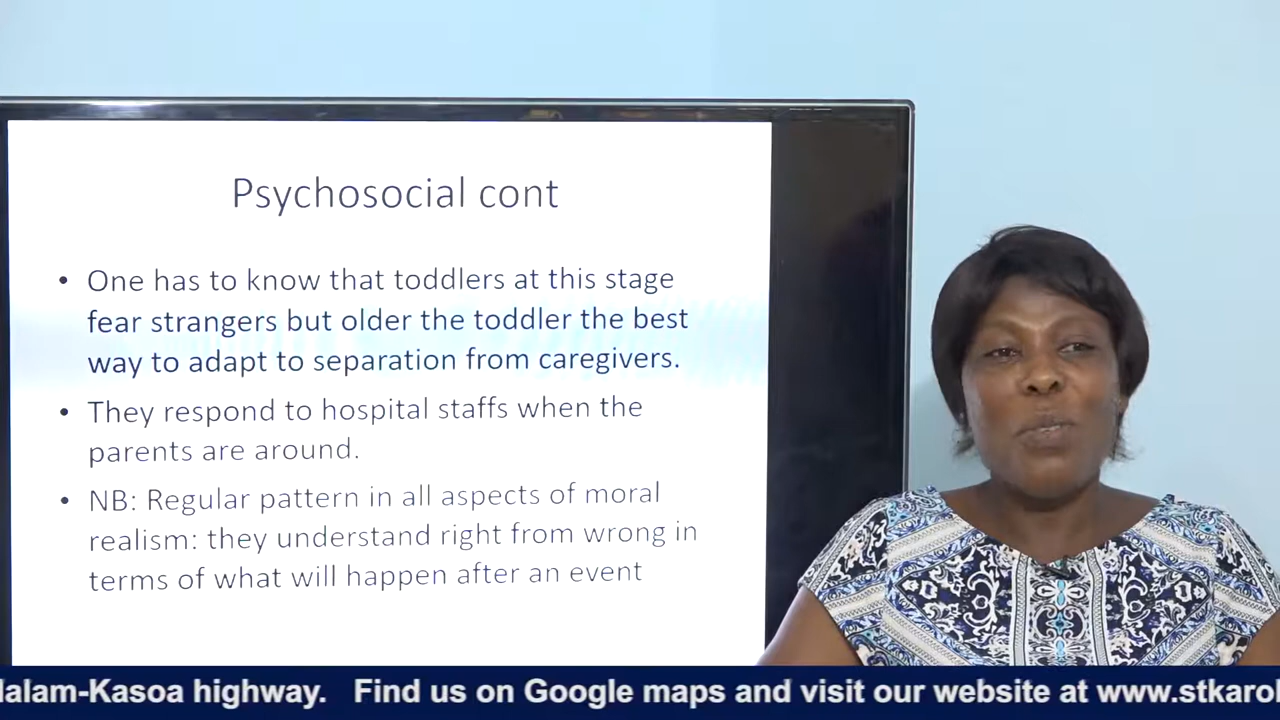 Psychosocial cont
• One has to know that toddlers at this stage
fear strangers but older the toddler the best
way to adapt to separation from caregivers.
• They respond to hospital staffs when the
parents are around.
• NB: Regular pattern in all aspects of moral
realism: they understand right from wrong in
terms of what will happen after an event
-Kasoa highway. Find us on Google maps and visit our website at